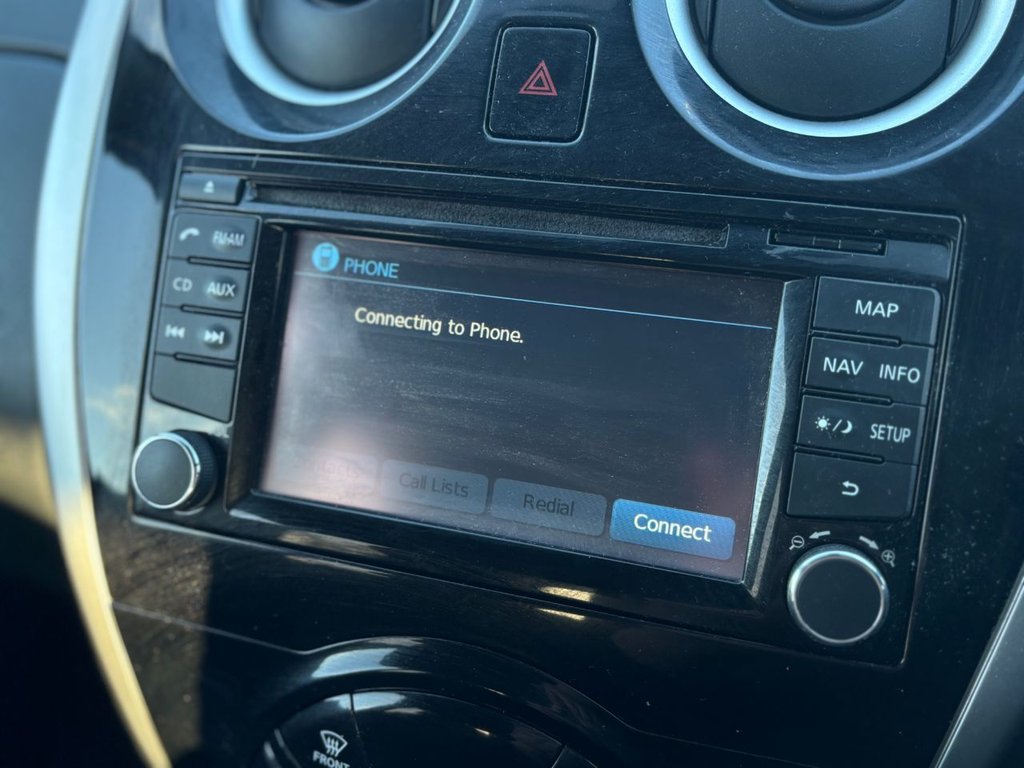 FM·AM
CD AUX
PHONE
Connecting to Phone.
Call Lists
Redial
Connect
MAP
NAV INFO
SETUP
FRONT